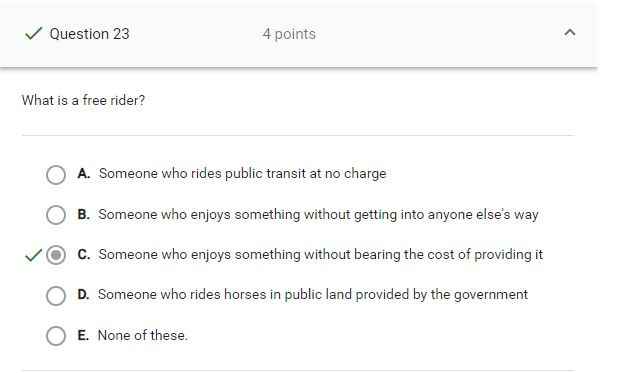 Question 23 4 points
What is a free rider?
A. Someone who rides public transit at no charge
B. Someone who enjoys something without getting into anyone else's way
C. Someone who enjoys something without bearing the cost of providing it
D. Someone who rides horses in public land provided by the government
E. None of these.